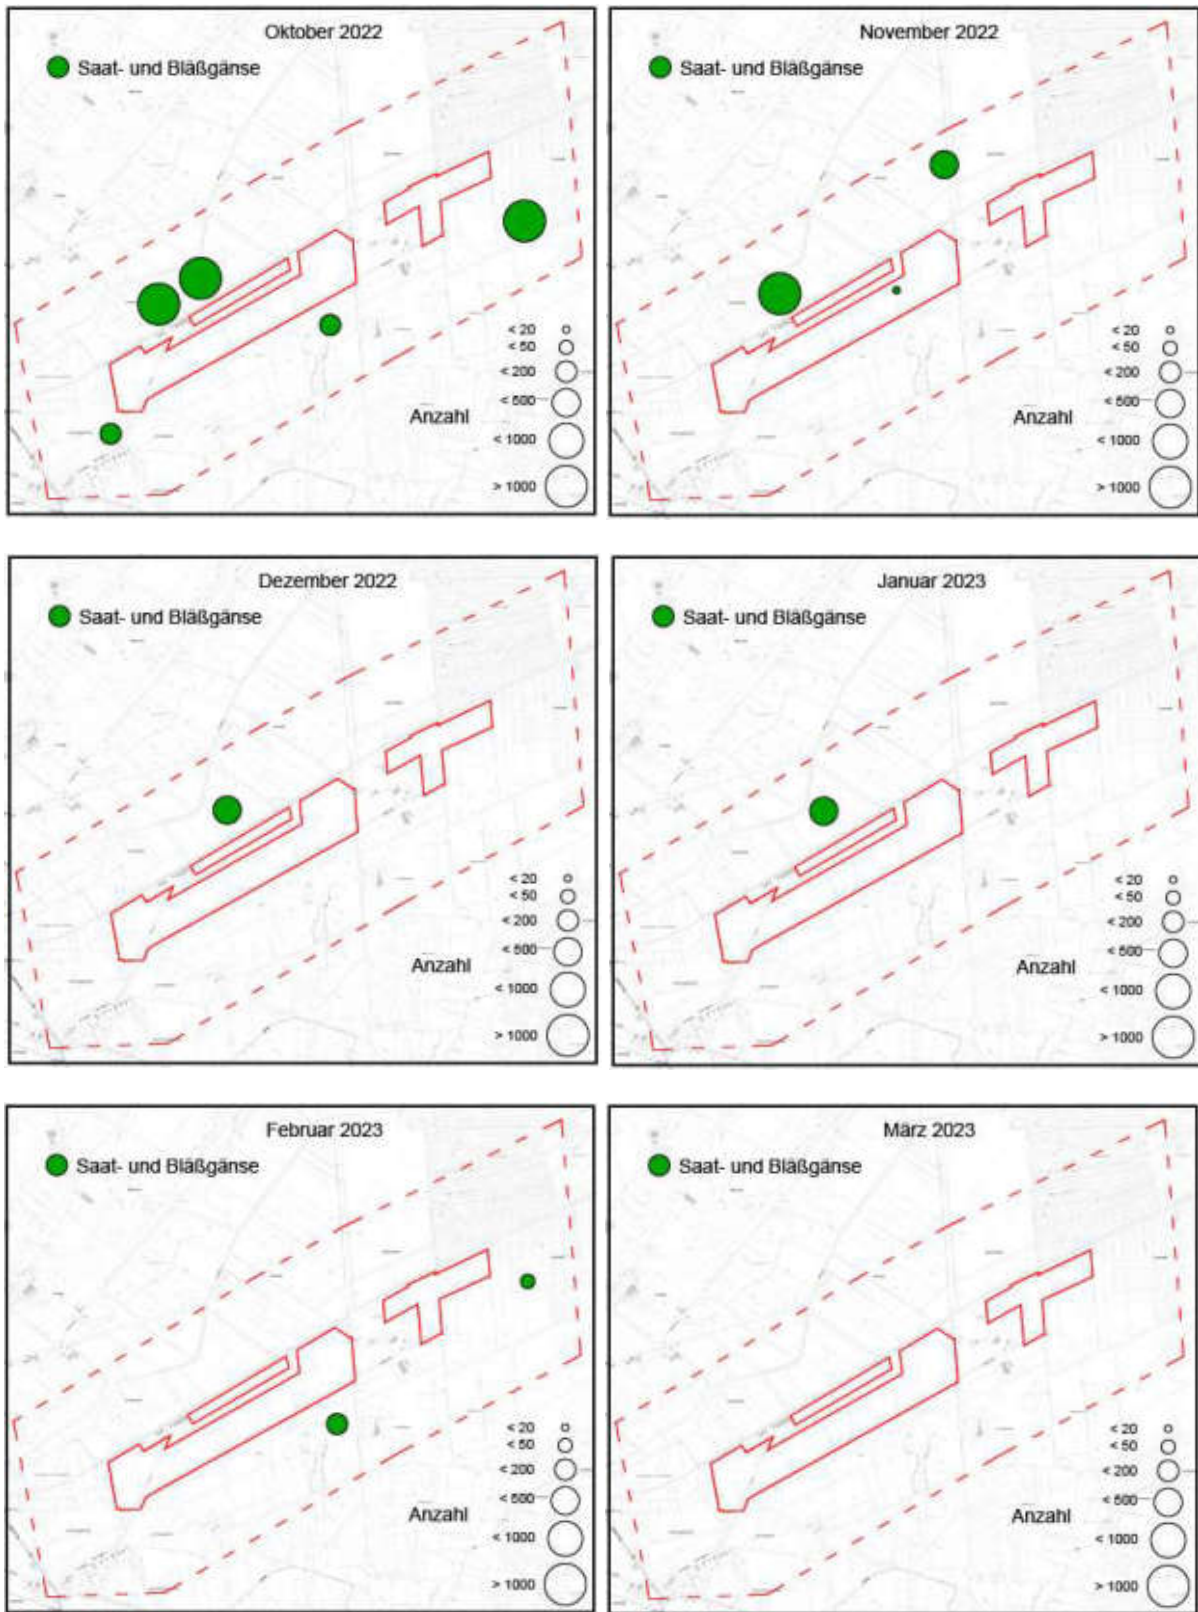 Oktober 2022
Saat- und Bläßgänse
< 20
< 50
< 200
< 500
Anzahl
< 1000
> 1000
November 2022
Saat- und Bläßgänse
< 20
< 50
< 200
< 500
Anzahl
< 1000
> 1000
Dezember 2022
Saat- und Bläßgänse
< 20
< 50
< 200
< 500
Anzahl
< 1000
> 1000
Januar 2023
Saat- und Bläßgänse
< 20
< 50
< 200
< 500
Anzahl
< 1000
> 1000
Februar 2023
Saat- und Bläßgänse
< 20
< 50
< 200
< 500
Anzahl
< 1000
> 1000
März 2023
Saat- und Bläßgänse
< 20
< 50
< 200
< 500
Anzahl
< 1000
> 1000